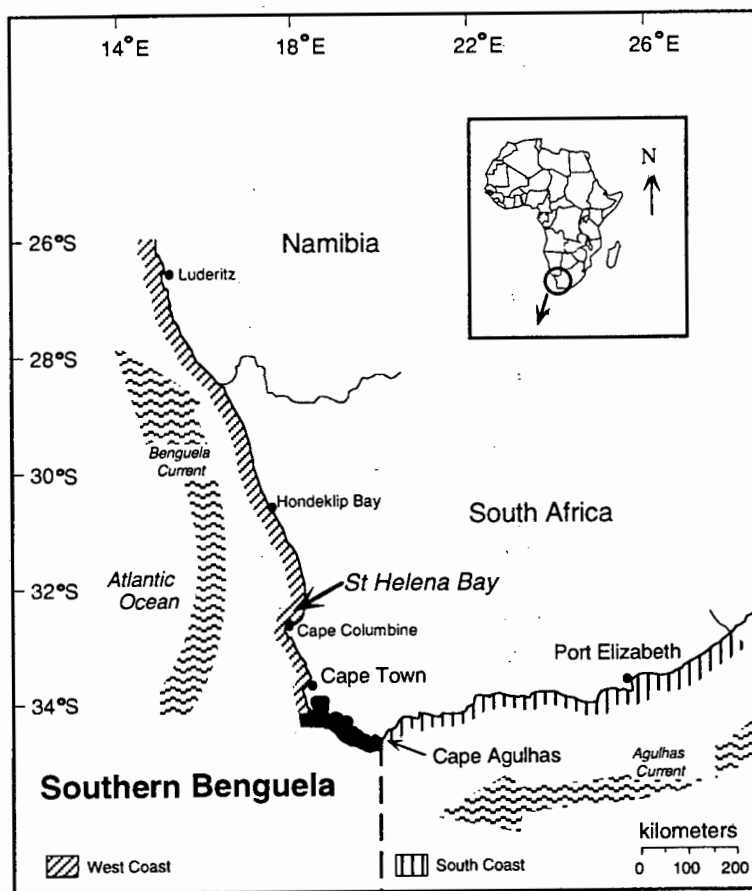 14°E 18°E 22°E 26°E
N
26°S
Namibia
Luderitz
28°S
Benguela
Current
30°S
Hondeklip Bay
South Africa
Atlantic
Ocean
St Helena Bay
32°S
Cape Columbine
Port Elizabeth
Cape Town
34°S
Cape Agulhas
Agulhas
Current
Southern Benguela
kilometers
0 100 200
West Coast
South Coast